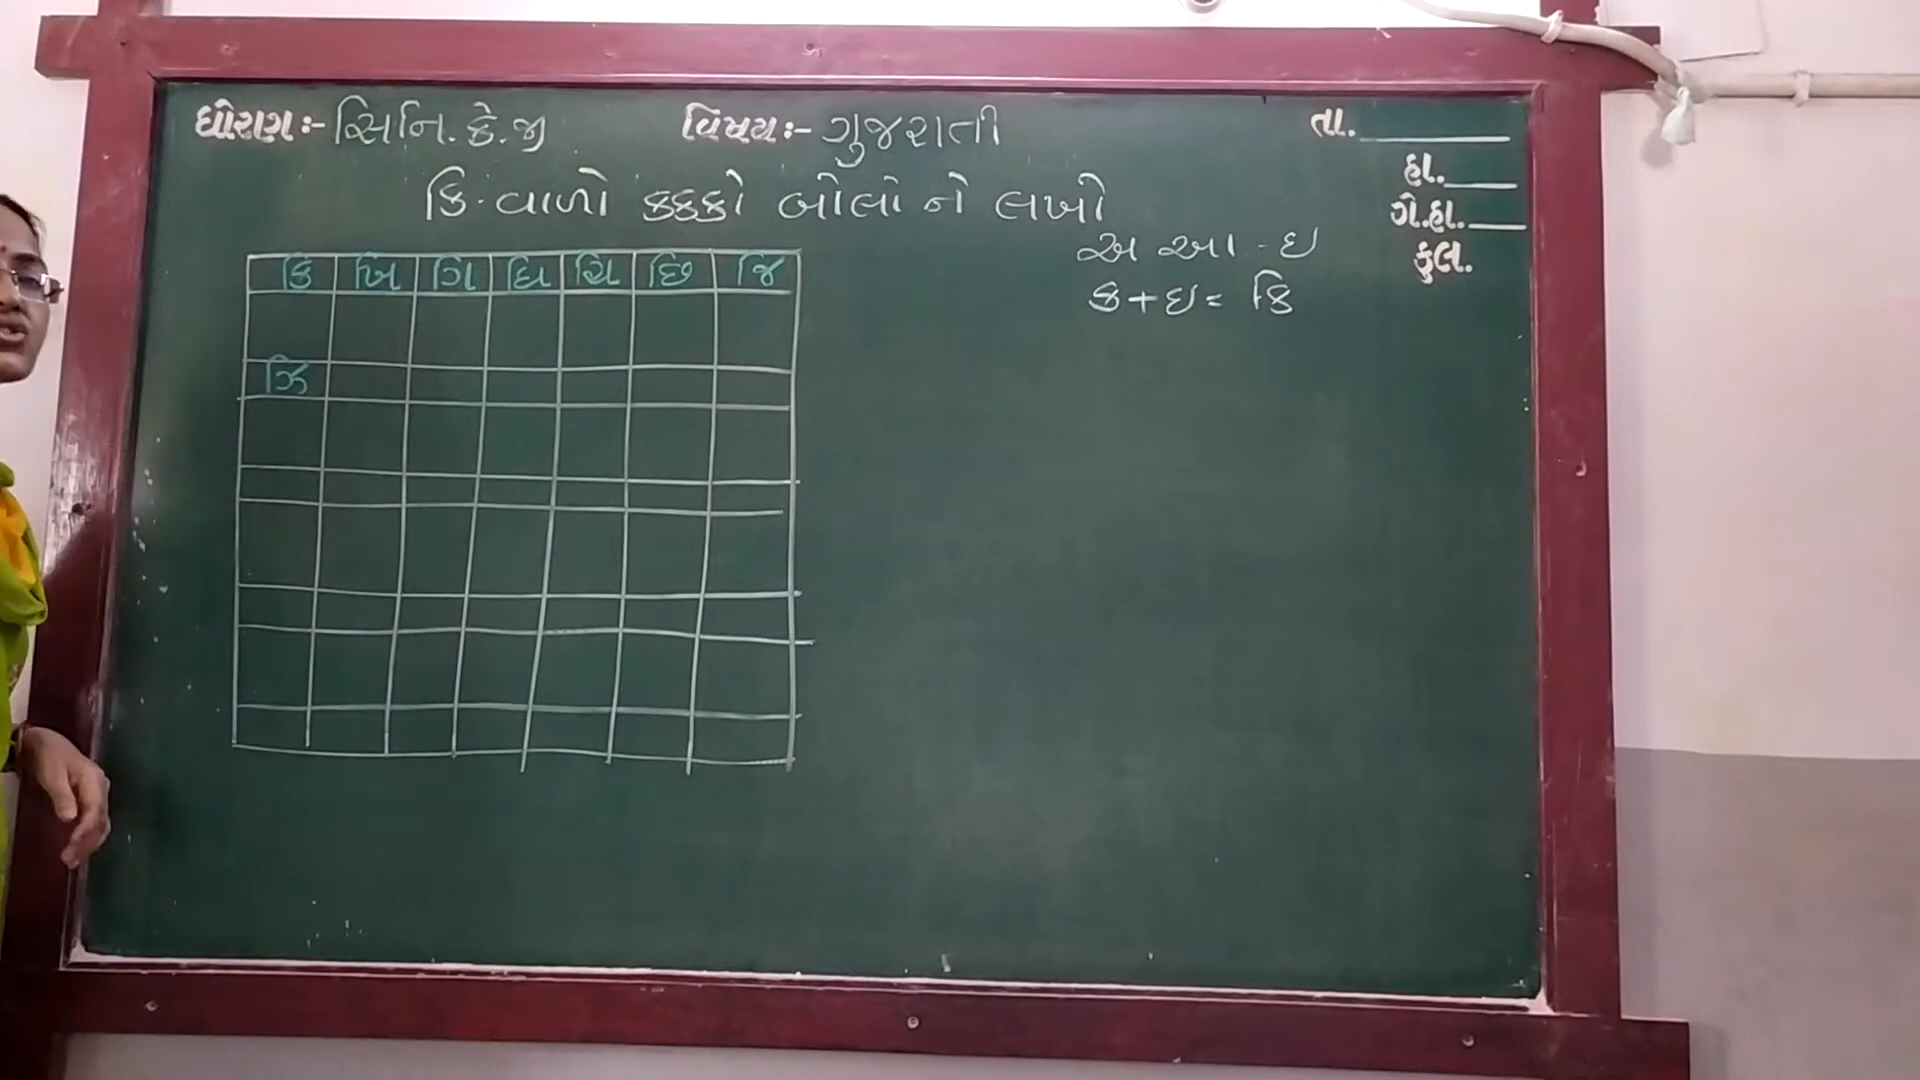 ધોરણ:- સિનિ. કે. જી વિષય:- ગુજરાતી તા.
હા.
ગે.હા.
કુલ.
કિ. વાળો કક્કો બોલો ને લખો
અ આ - ઇ
ક + ઇ = કિ
કિ ખિ ગિ ઘિ ચિ છિ જિ
ઝિ